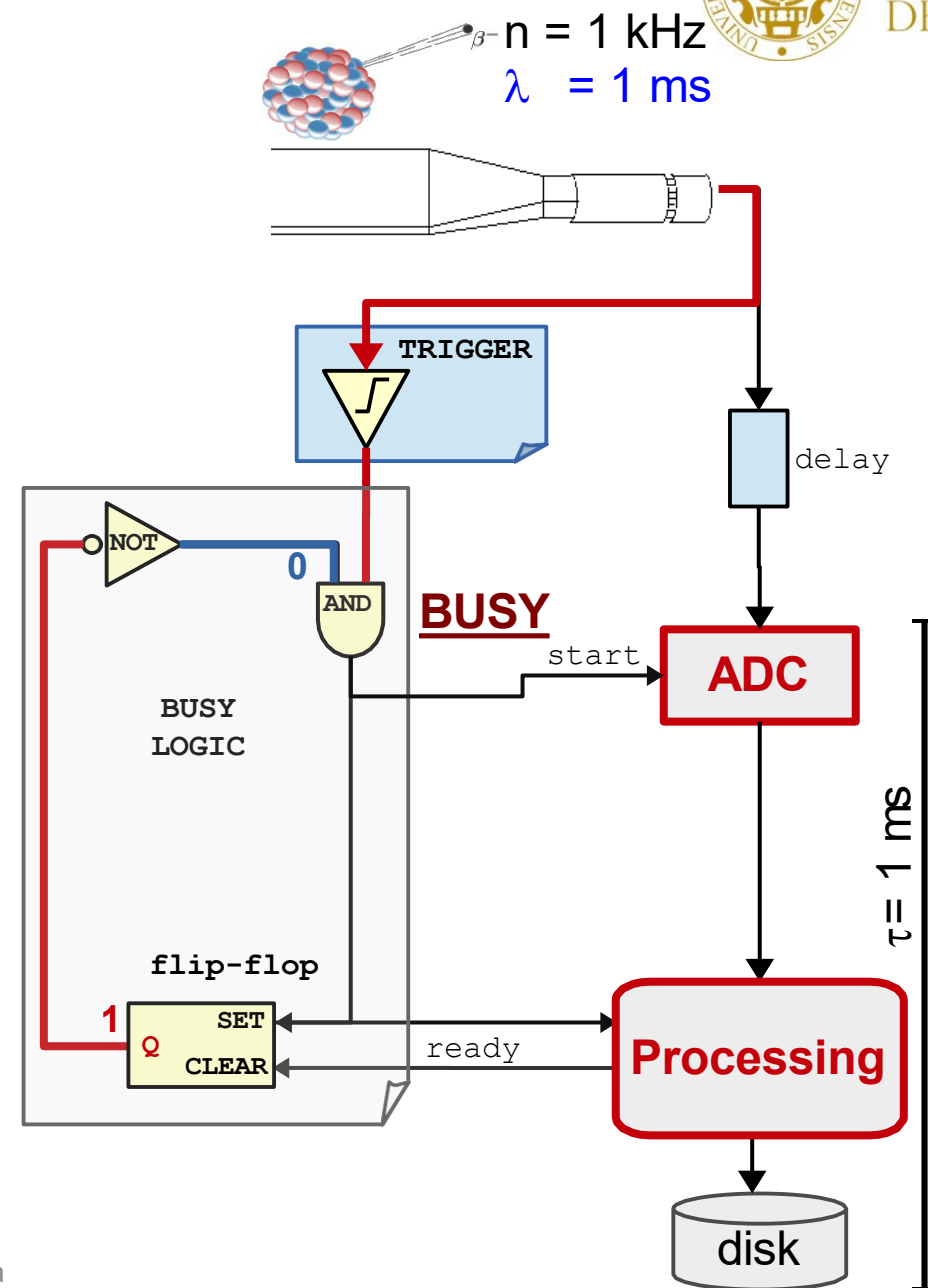 β- n = 1 kHz
λ = 1 ms
TRIGGER
delay
NOT
0
AND
BUSY
start
ADC
BUSY
LOGIC
τ= 1 ms
flip-flop
1
SET
Q
CLEAR
ready
Processing
disk